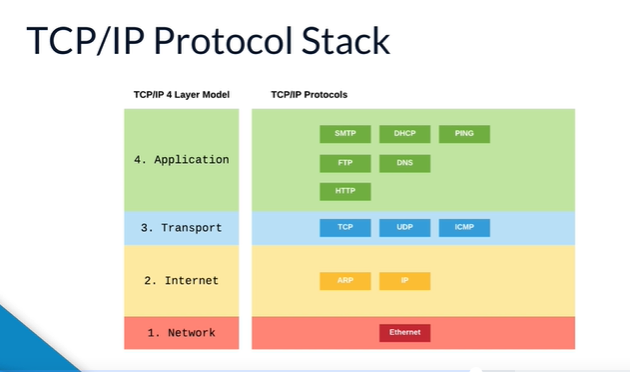 TCP/IP Protocol Stack
TCP/IP 4 Layer Model TCP/IP Protocols
4. Application
SMTP DHCP PING
FTP DNS
HTTP
3. Transport TCP UDP ICMP
2. Internet ARP IP
1. Network Ethernet